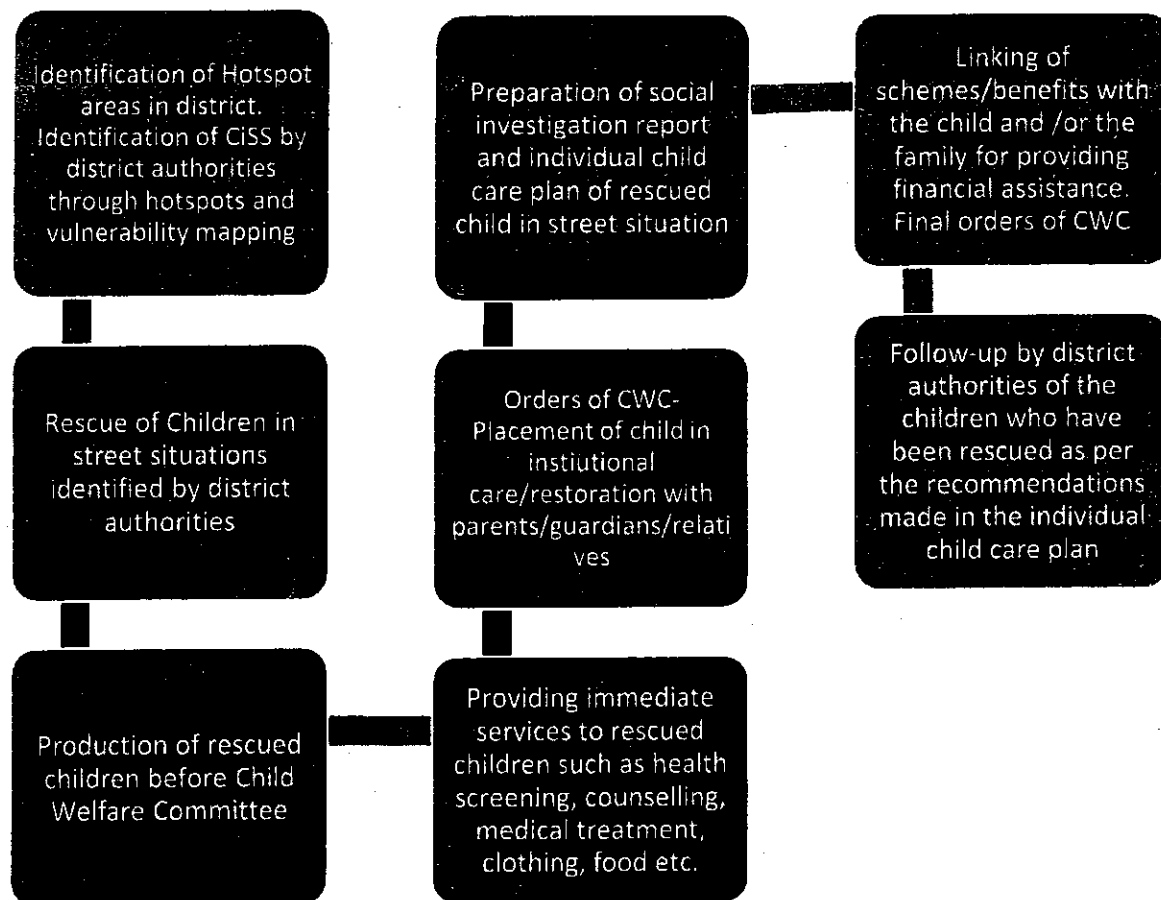 Identification of Hotspot
areas in district.
Identification of CiSS by
district authorities
through hotspots and
vulnerability mapping
Rescue of Children in
street situations
identified by district
authorities
Production of rescued
children before Child
Welfare Committee
Providing immediate
services to rescued
children such as health
screening, counselling,
medical treatment,
clothing, food etc.
Orders of CWC-
Placement of child in
instiutional
care/restoration with
parents/guardians/relati
ves
Preparation of social
investigation report
and individual child
care plan of rescued
child in street situation
Linking of
schemes/benefits with
the child and /or the
family for providing
financial assistance.
Final orders of CWC
Follow-up by district
authorities of the
children who have
been rescued as per
the recommendations
made in the individual
child care plan